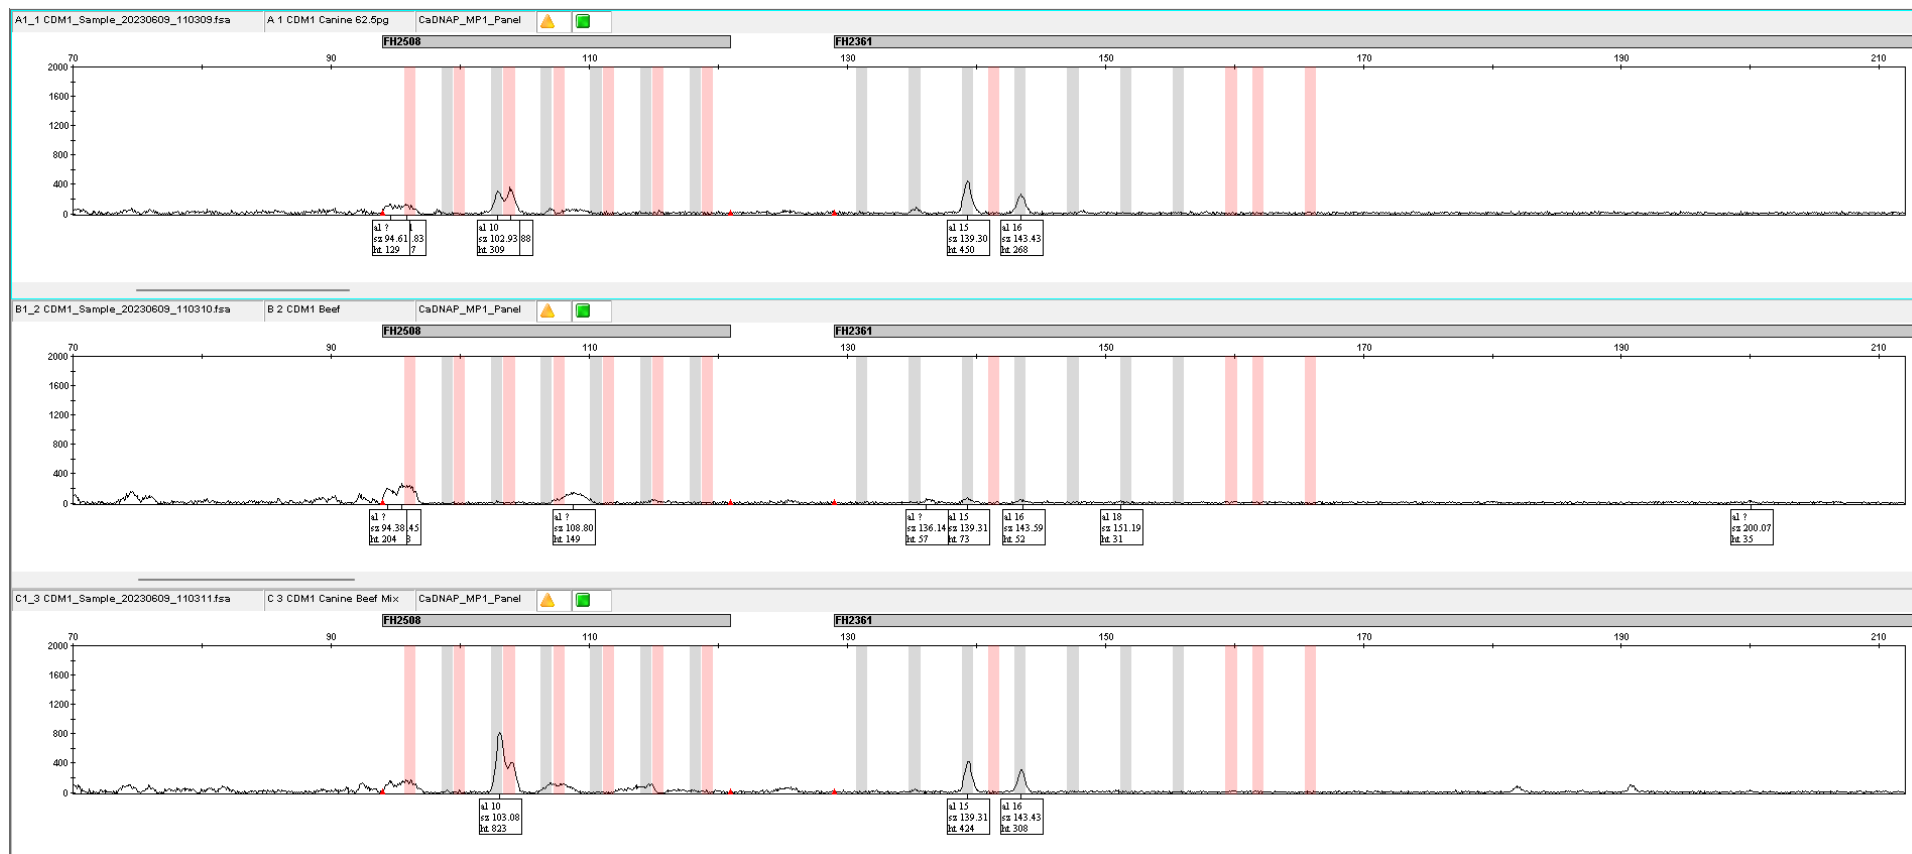 A1_1 CDM1_Sample_20230609_110309.fsa A 1 CDM1 Canine 62.5pg CaDNAP_MP1_Panel
FH2508 FH2361
70 90 110 130 150 170 190 210
2000
1600
1200
800
400
0
al ? al 10 al 15 al 16
sz 94.61 .83 sz 102.93 88 sz 139.30 sz 143.43
ht 129 7 ht 309 ht 450 ht 268
B1_2 CDM1_Sample_20230609_110310.fsa B 2 CDM1 Beef CaDNAP_MP1_Panel
FH2508 FH2361
70 90 110 130 150 170 190 210
2000
1600
1200
800
400
0
al ? al ? al ? al 15 al 16 al 18 al ?
sz 94.38 .45 sz 108.80 sz 136.14 sz 139.31 sz 143.59 sz 151.19 sz 200.07
ht 204 ht 149 ht 57 ht 73 ht 52 ht 31 ht 35
C1_3 CDM1_Sample_20230609_110311.fsa C 3 CDM1 Canine Beef Mix CaDNAP_MP1_Panel
FH2508 FH2361
70 90 110 130 150 170 190 210
2000
1600
1200
800
400
0
al 10 al 15 al 16
sz 103.08 sz 139.31 sz 143.43
ht 823 ht 424 ht 308